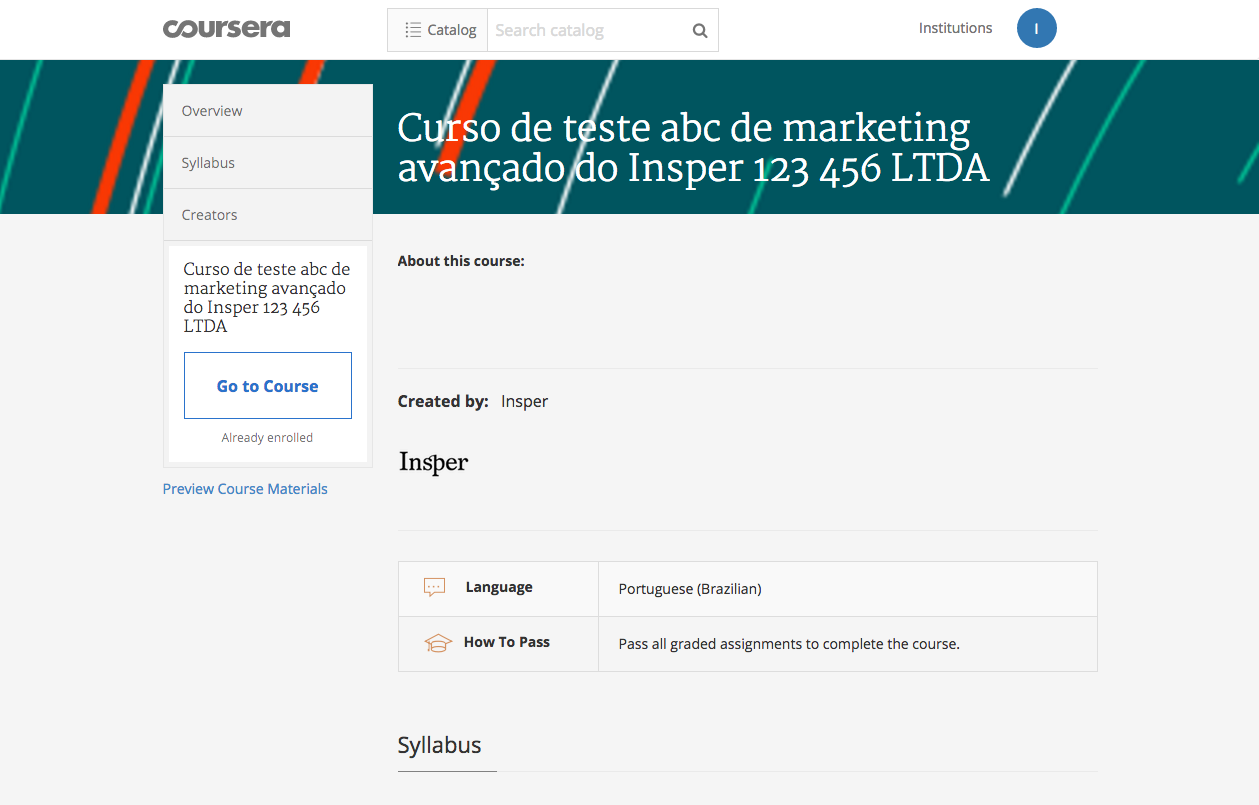 coursera
Catalog
Search catalog
Institutions
I
Overview
Syllabus
Creators
Curso de teste abc de
marketing avançado
do Insper 123 456
LTDA
Go to Course
Already enrolled
Preview Course Materials
Curso de teste abc de marketing
avançado do Insper 123 456 LTDA
About this course:
Created by: Insper
Insper
Language Portuguese (Brazilian)
How To Pass Pass all graded assignments to complete the course.
Syllabus